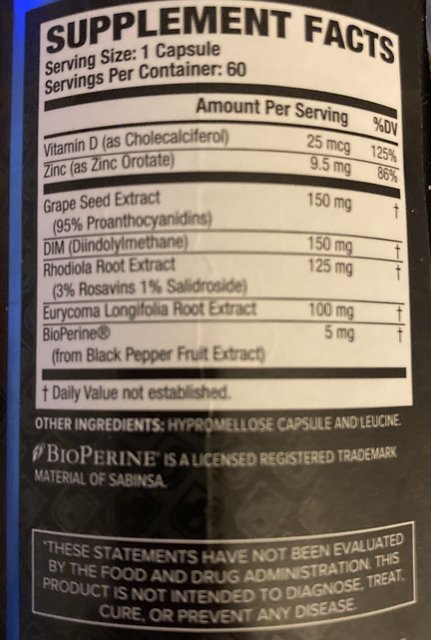 SUPPLEMENT FACTS
Serving Size: 1 Capsule
Servings Per Container: 60
Amount Per Serving %DV
Vitamin D (as Cholecalciferol) 25 mcg 125%
Zinc (as Zinc Orotate) 9.5 mg 86%
Grape Seed Extract 150 mg †
(95% Proanthocyanidins)
DIM (Diindolylmethane) 150 mg †
Rhodiola Root Extract 125 mg †
(3% Rosavins 1% Salidroside)
Eurycoma Longifolia Root Extract 100 mg †
BioPerine® 5 mg †
(from Black Pepper Fruit Extract)
† Daily Value not established.
OTHER INGREDIENTS: HYPROMELLOSE CAPSULE AND LEUCINE.
BIOPERINE® IS A LICENSED REGISTERED TRADEMARK
MATERIAL OF SABINSA.
*THESE STATEMENTS HAVE NOT BEEN EVALUATED
BY THE FOOD AND DRUG ADMINISTRATION. THIS
PRODUCT IS NOT INTENDED TO DIAGNOSE, TREAT,
CURE, OR PREVENT ANY DISEASE.